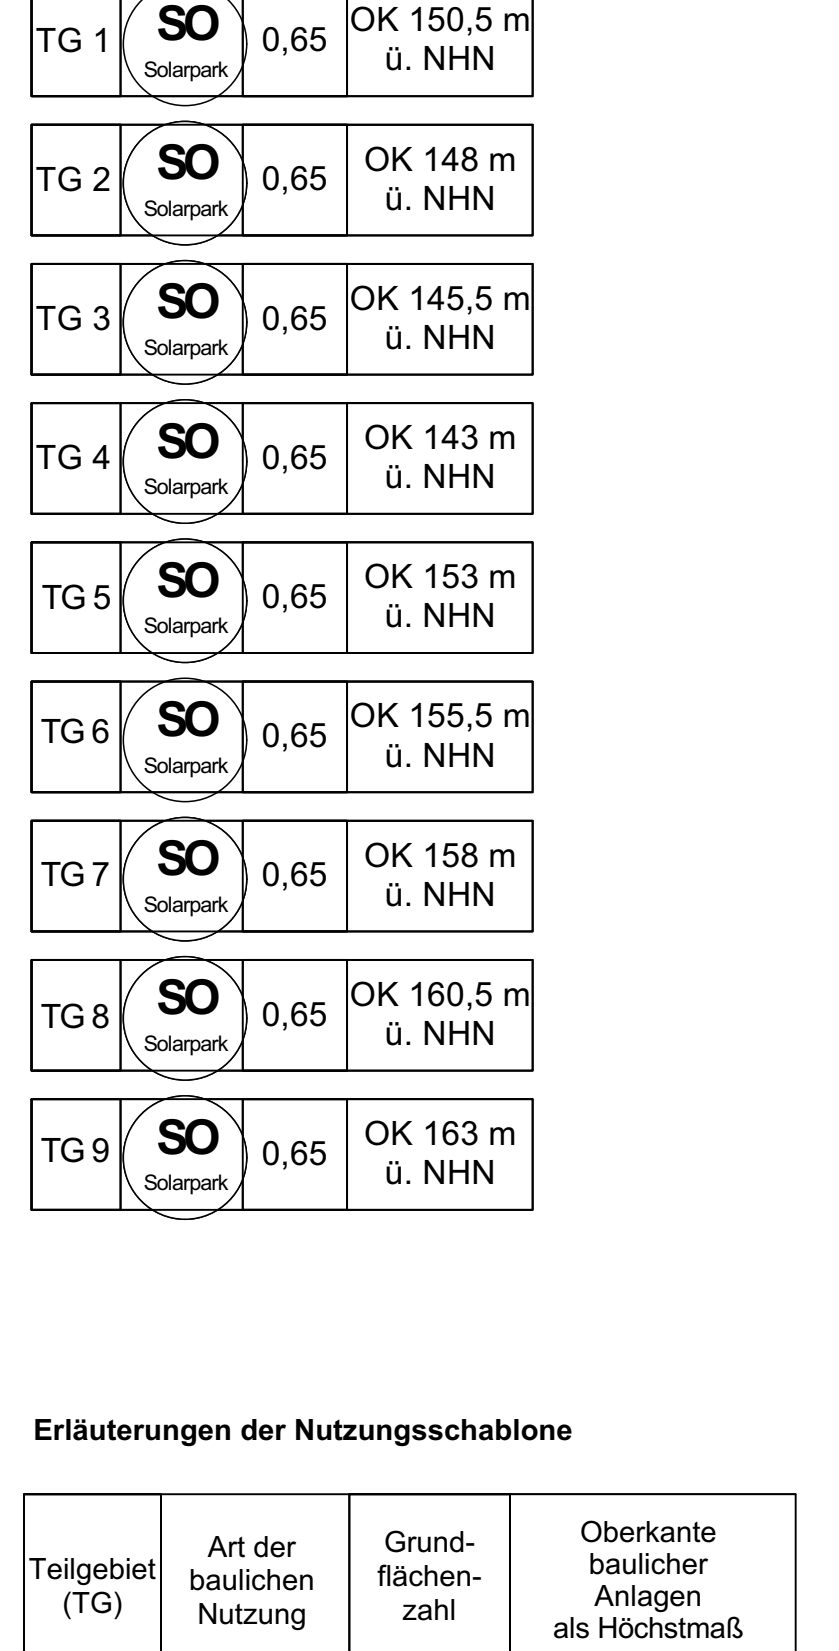 TG 1 SO Solarpark 0,65 OK 150,5 m
ü. NHN
TG 2 SO Solarpark 0,65 OK 148 m
ü. NHN
TG 3 SO Solarpark 0,65 OK 145,5 m
ü. NHN
TG 4 SO Solarpark 0,65 OK 143 m
ü. NHN
TG 5 SO Solarpark 0,65 OK 153 m
ü. NHN
TG 6 SO Solarpark 0,65 OK 155,5 m
ü. NHN
TG 7 SO Solarpark 0,65 OK 158 m
ü. NHN
TG 8 SO Solarpark 0,65 OK 160,5 m
ü. NHN
TG 9 SO Solarpark 0,65 OK 163 m
ü. NHN
Erläuterungen der Nutzungsschablone
Teilgebiet
(TG)
Art der
baulichen
Nutzung
Grund-
flächen-
zahl
Oberkante
baulicher
Anlagen
als Höchstmaß